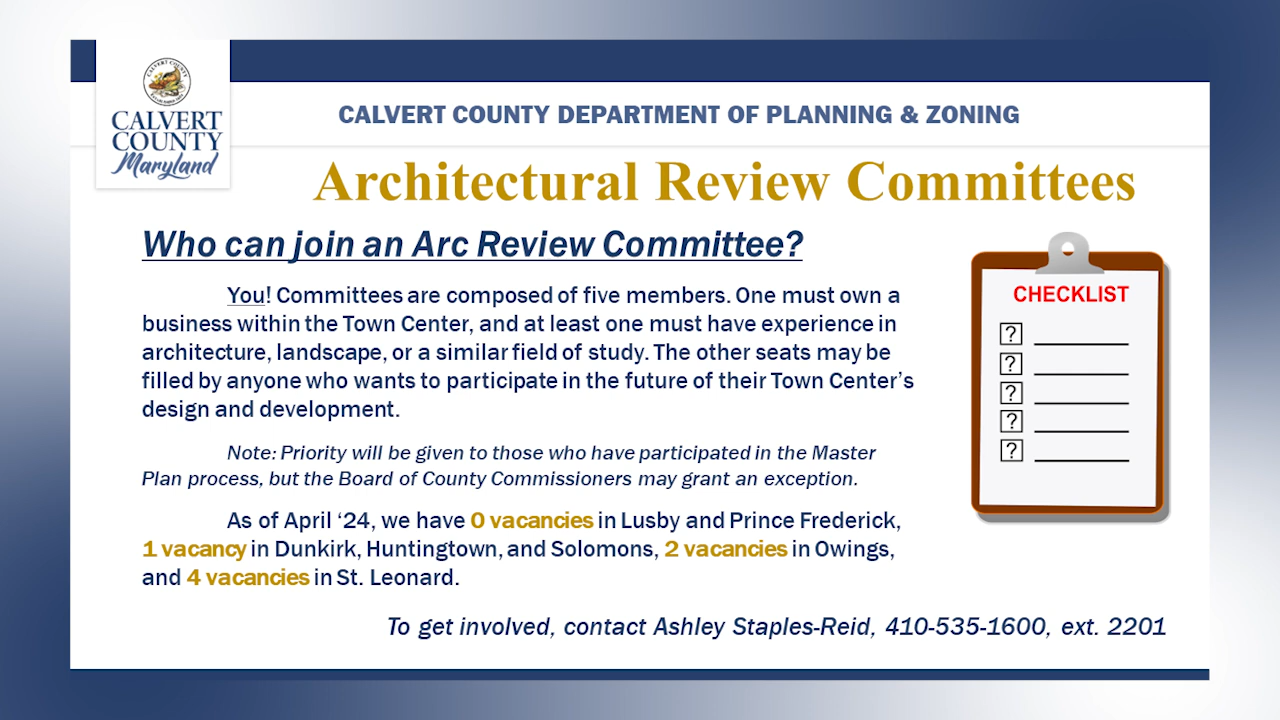 CALVERT COUNTY
CALVERT
COUNTY
Maryland
CALVERT COUNTY DEPARTMENT OF PLANNING & ZONING
Architectural Review Committees
Who can join an Arc Review Committee?
You! Committees are composed of five members. One must own a
business within the Town Center, and at least one must have experience in
architecture, landscape, or a similar field of study. The other seats may be
filled by anyone who wants to participate in the future of their Town Center’s
design and development.
Note: Priority will be given to those who have participated in the Master
Plan process, but the Board of County Commissioners may grant an exception.
As of April ‘24, we have 0 vacancies in Lusby and Prince Frederick,
1 vacancy in Dunkirk, Huntingtown, and Solomons, 2 vacancies in Owings,
and 4 vacancies in St. Leonard.
CHECKLIST
?
?
?
?
?
To get involved, contact Ashley Staples-Reid, 410-535-1600, ext. 2201